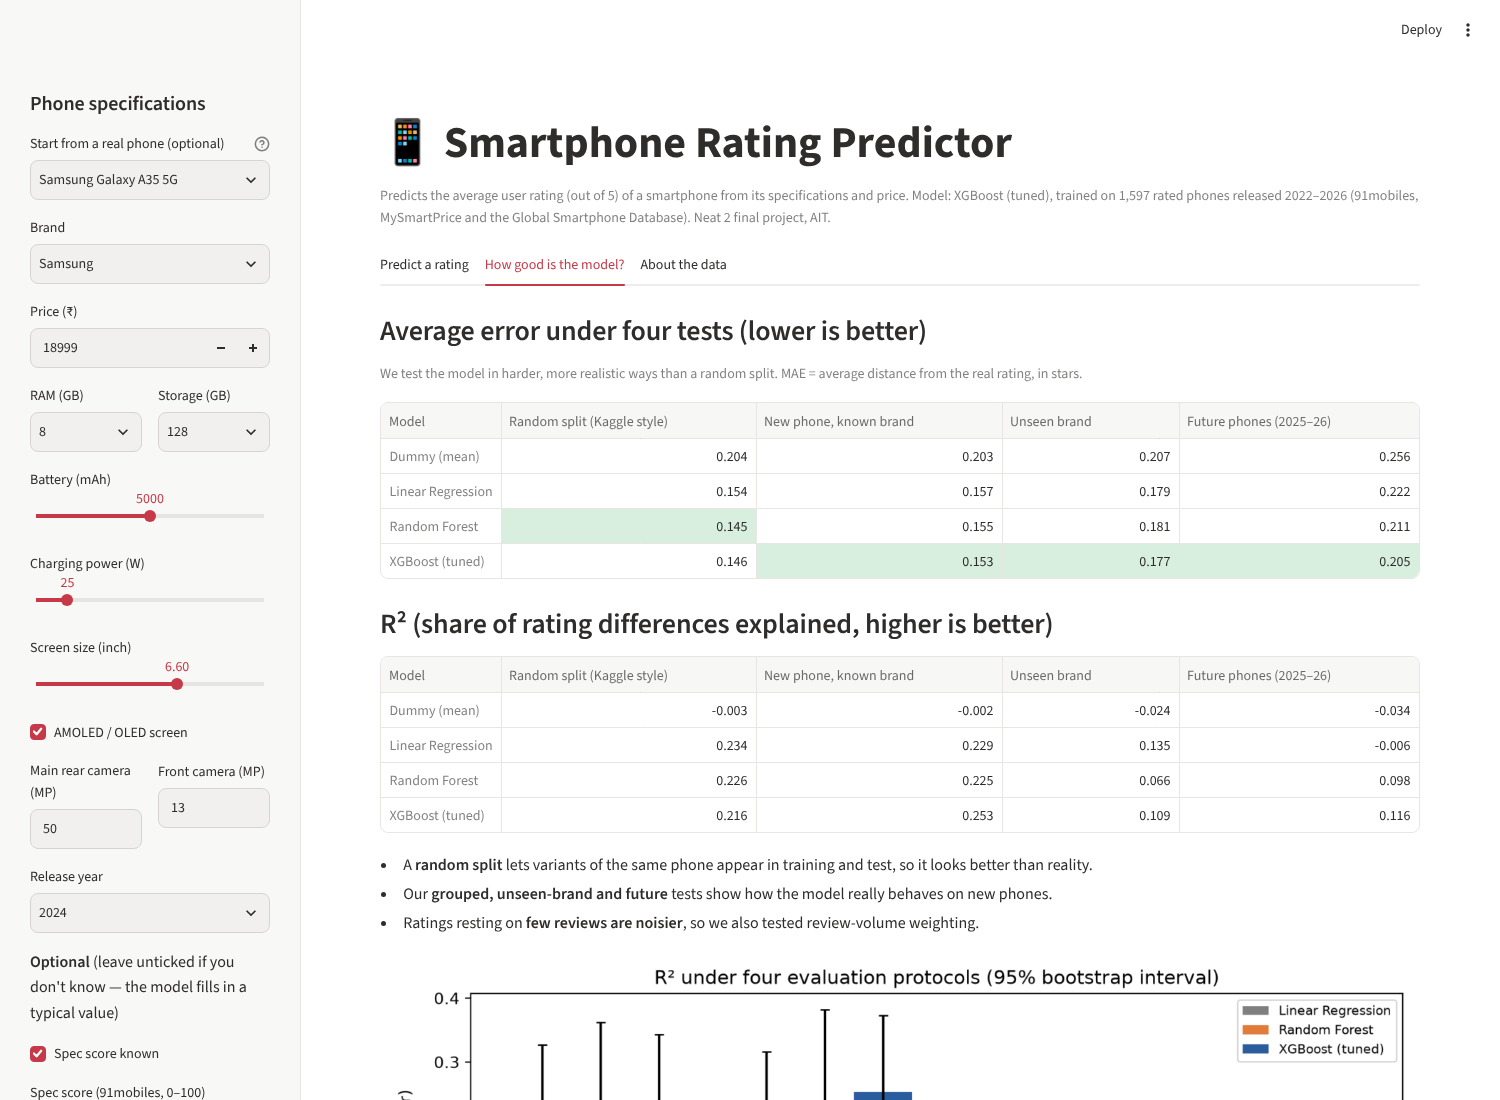 Deploy
Phone specifications
Start from a real phone (optional)
Samsung Galaxy A35 5G
Brand
Samsung
Price (₹)
18999
RAM (GB) Storage (GB)
8 128
Battery (mAh)
5000
Charging power (W)
25
Screen size (inch)
6.60
AMOLED / OLED screen
Main rear camera (MP) Front camera (MP)
50 13
Release year
2024
Optional (leave unticked if you
don't know — the model fills in a
typical value)
Spec score known
Spec score (91mobiles, 0–100)
Smartphone Rating Predictor
Predicts the average user rating (out of 5) of a smartphone from its specifications and price. Model: XGBoost (tuned), trained on 1,597 rated phones released 2022–2026 (91mobiles,
MySmartPrice and the Global Smartphone Database). Neat 2 final project, AIT.
Predict a rating How good is the model? About the data
Average error under four tests (lower is better)
We test the model in harder, more realistic ways than a random split. MAE = average distance from the real rating, in stars.
Model Random split (Kaggle style) New phone, known brand Unseen brand Future phones (2025–26)
Dummy (mean) 0.204 0.203 0.207 0.256
Linear Regression 0.154 0.157 0.179 0.222
Random Forest 0.145 0.155 0.181 0.211
XGBoost (tuned) 0.146 0.153 0.177 0.205
R² (share of rating differences explained, higher is better)
Model Random split (Kaggle style) New phone, known brand Unseen brand Future phones (2025–26)
Dummy (mean) -0.003 -0.002 -0.024 -0.034
Linear Regression 0.234 0.229 0.135 -0.006
Random Forest 0.226 0.225 0.066 0.098
XGBoost (tuned) 0.216 0.253 0.109 0.116
A random split lets variants of the same phone appear in training and test, so it looks better than reality.
Our grouped, unseen-brand and future tests show how the model really behaves on new phones.
Ratings resting on few reviews are noisier, so we also tested review-volume weighting.
R² under four evaluation protocols (95% bootstrap interval)
0.4
0.3
Linear Regression
Random Forest
XGBoost (tuned)